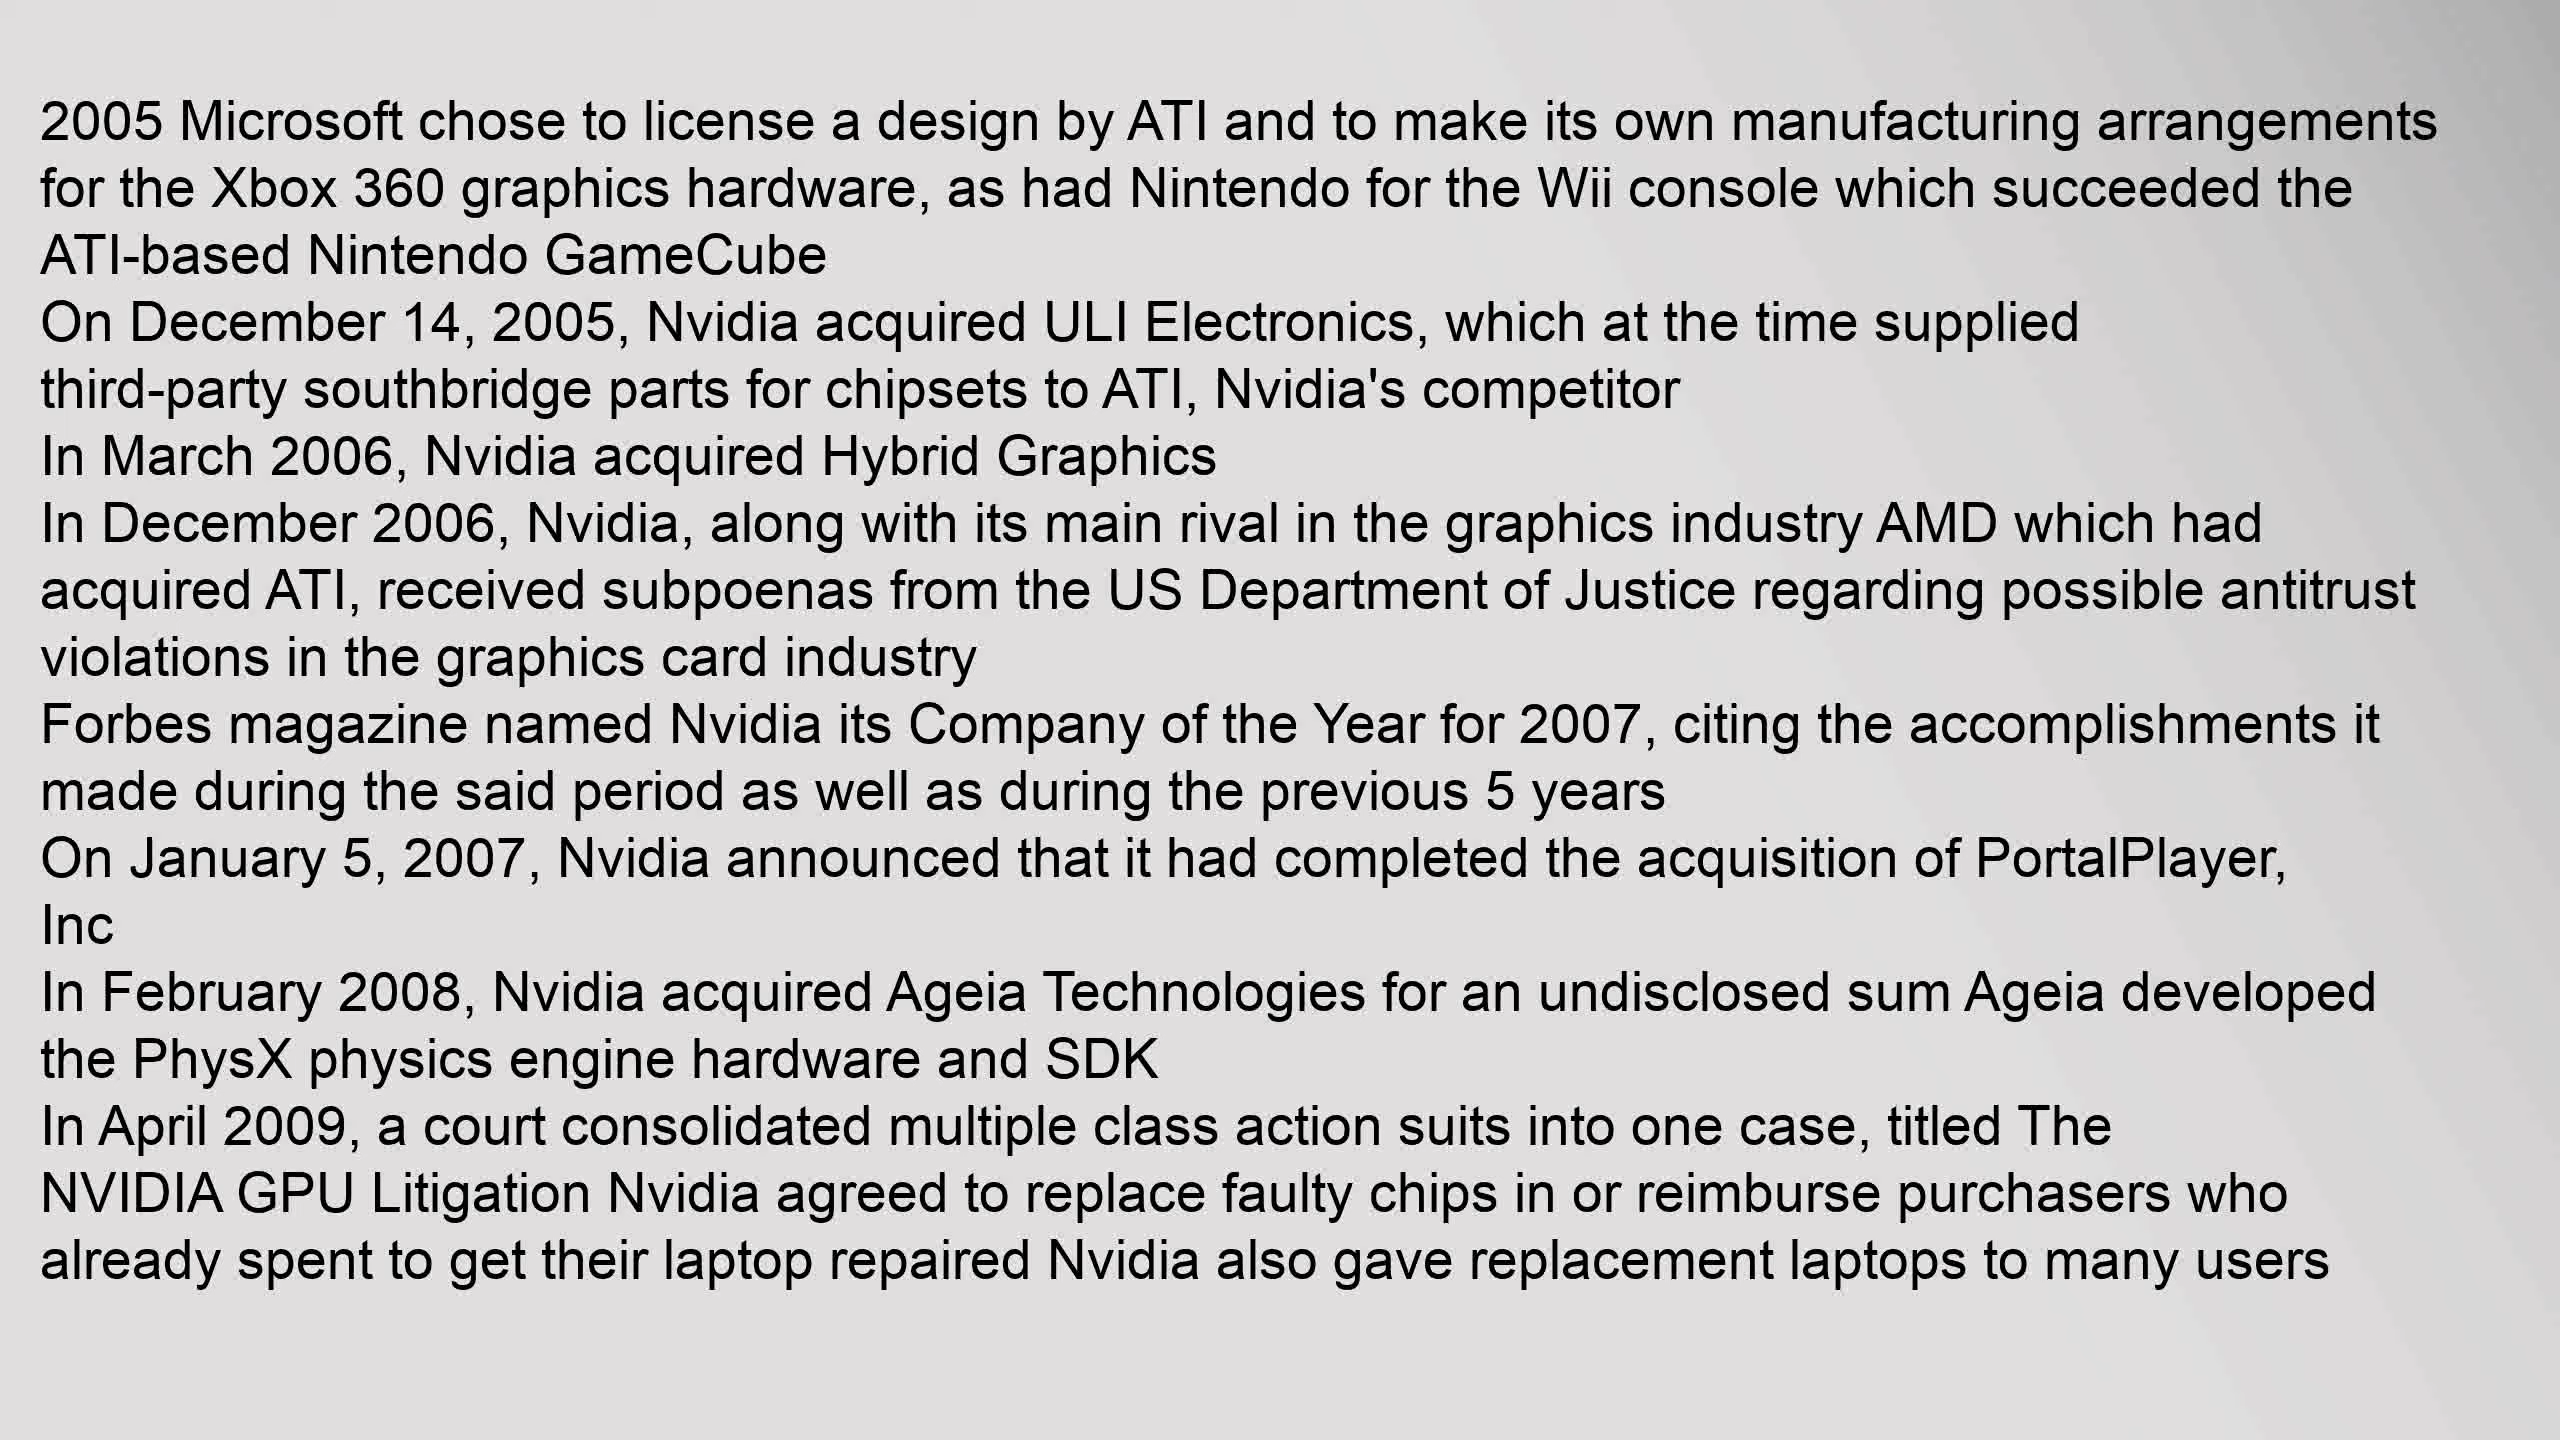 2005 Microsoft chose to license a design by ATI and to make its own manufacturing arrangements
for the Xbox 360 graphics hardware, as had Nintendo for the Wii console which succeeded the
ATI-based Nintendo GameCube
On December 14, 2005, Nvidia acquired ULI Electronics, which at the time supplied
third-party southbridge parts for chipsets to ATI, Nvidia's competitor
In March 2006, Nvidia acquired Hybrid Graphics
In December 2006, Nvidia, along with its main rival in the graphics industry AMD which had
acquired ATI, received subpoenas from the US Department of Justice regarding possible antitrust
violations in the graphics card industry
Forbes magazine named Nvidia its Company of the Year for 2007, citing the accomplishments it
made during the said period as well as during the previous 5 years
On January 5, 2007, Nvidia announced that it had completed the acquisition of PortalPlayer,
Inc
In February 2008, Nvidia acquired Ageia Technologies for an undisclosed sum Ageia developed
the PhysX physics engine hardware and SDK
In April 2009, a court consolidated multiple class action suits into one case, titled The
NVIDIA GPU Litigation Nvidia agreed to replace faulty chips in or reimburse purchasers who
already spent to get their laptop repaired Nvidia also gave replacement laptops to many users